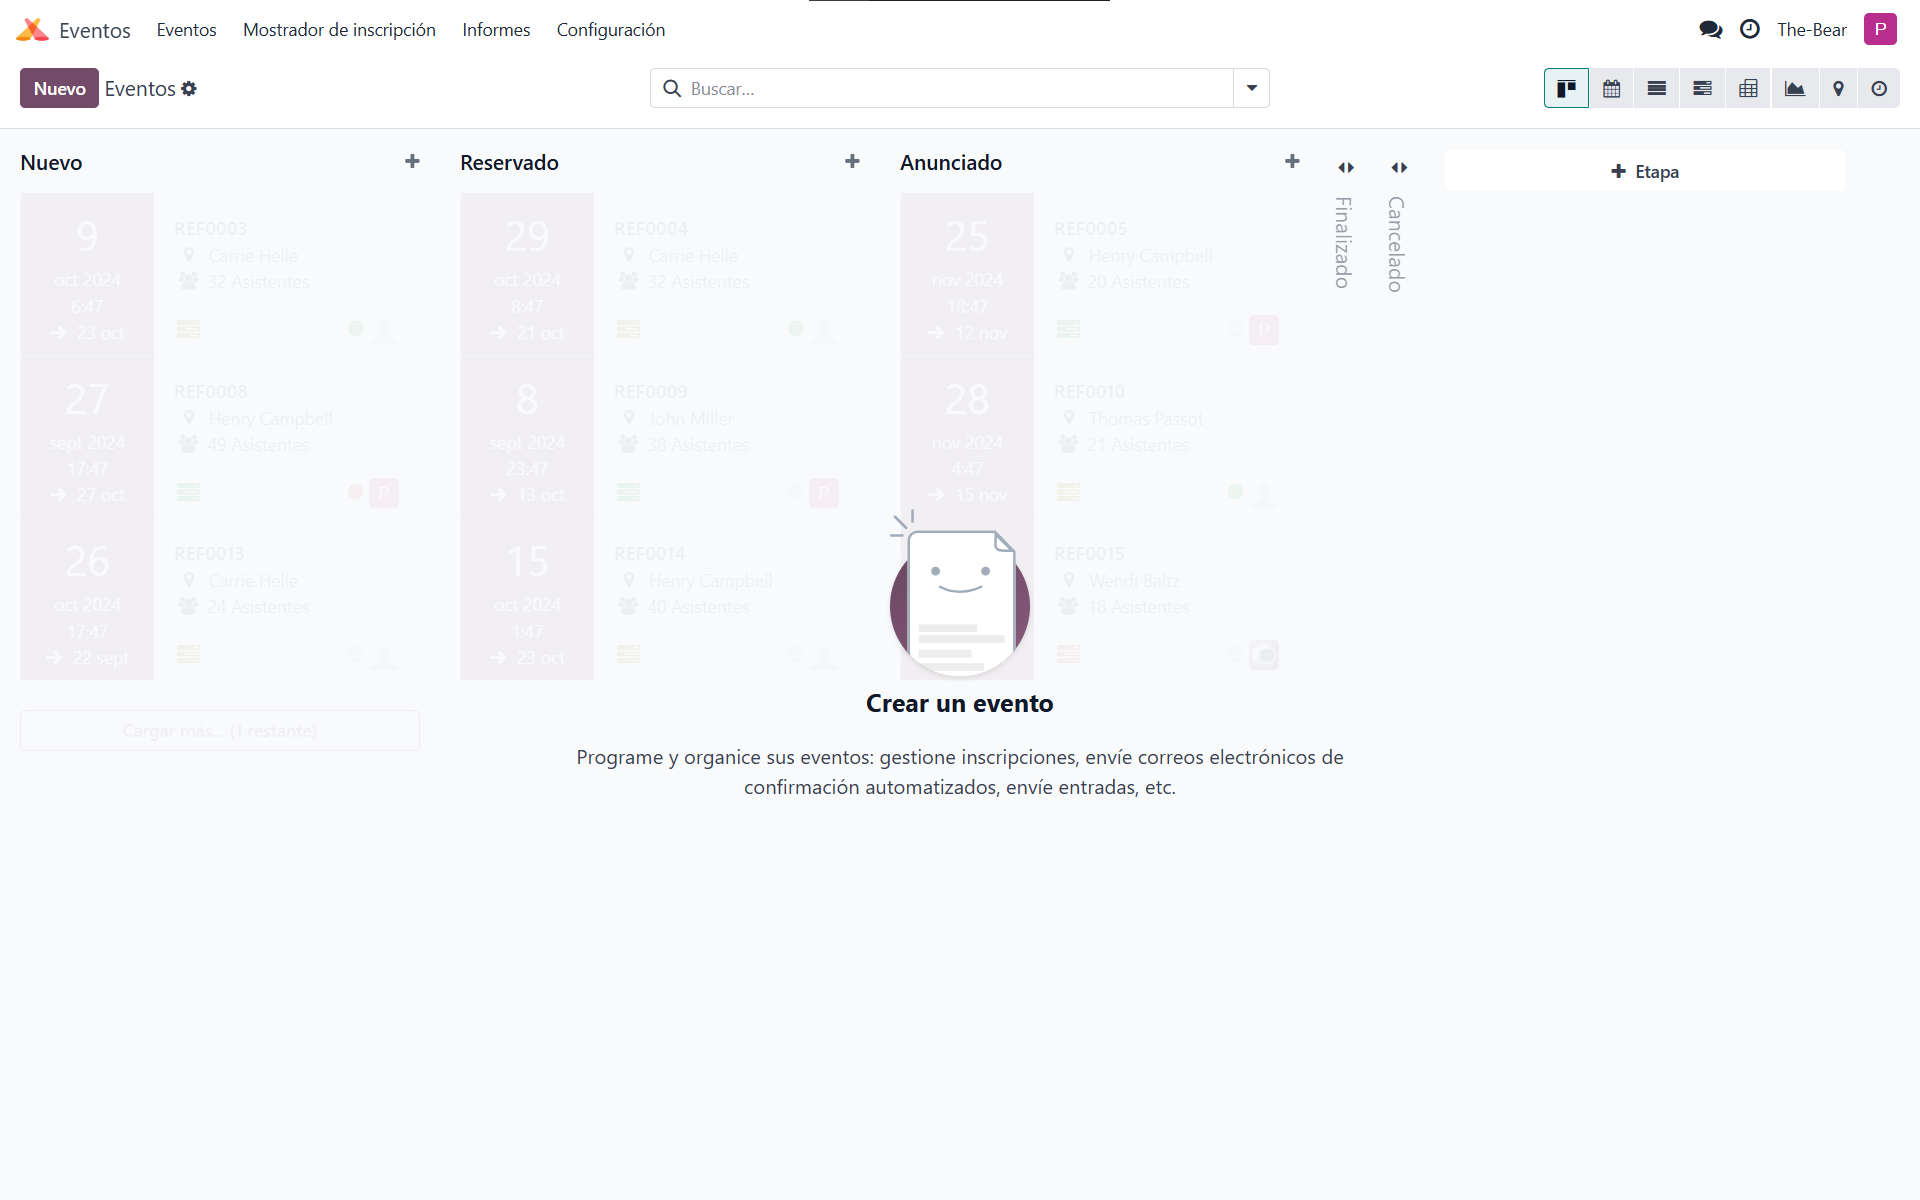 Eventos
Eventos
Mostrador de inscripción
Informes
Configuración
The-Bear
P
Nuevo
Eventos
Buscar...
Nuevo
9
oct 2024
6:47
23 oct
REF0003
Carrie Helle
32 Asistentes
27
sept 2024
17:47
27 oct
REF0008
Henry Campbell
49 Asistentes
P
26
oct 2024
17:47
22 sept
REF0013
Carrie Helle
24 Asistentes
Cargar más... (1 restante)
Reservado
29
oct 2024
8:47
21 oct
REF0004
Carrie Helle
32 Asistentes
8
sept 2024
23:47
13 oct
REF0009
John Miller
38 Asistentes
P
15
oct 2024
1:47
23 oct
REF0014
Henry Campbell
40 Asistentes
Anunciado
25
nov 2024
18:47
12 nov
REF0005
Henry Campbell
20 Asistentes
P
28
nov 2024
4:47
15 nov
REF0010
Thomas Passot
21 Asistentes
REF0015
Wendi Baltz
18 Asistentes
Finalizado
Cancelado
Etapa
Crear un evento
Programe y organice sus eventos: gestione inscripciones, envíe correos electrónicos de
confirmación automatizados, envíe entradas, etc.